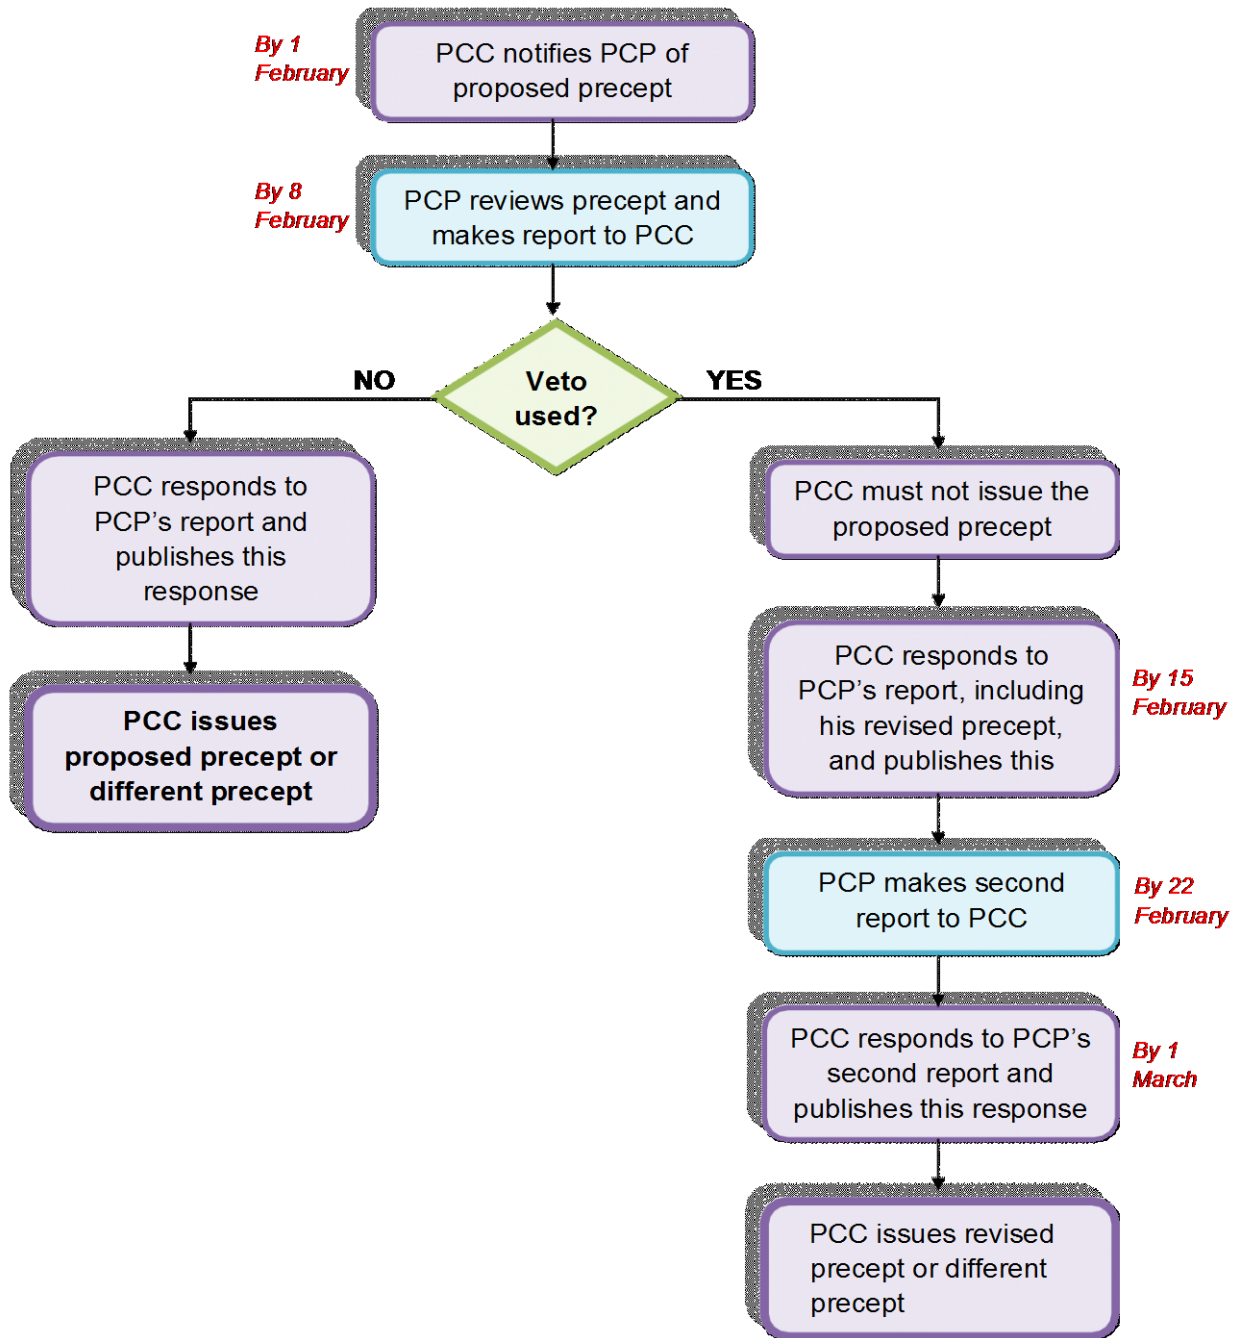 By 1
February
PCC notifies PCP of
proposed precept
By 8
February
PCP reviews precept and
makes report to PCC
Veto
used?
NO
YES
PCC responds to
PCP’s report and
publishes this
response
PCC issues
proposed precept or
different precept
PCC must not issue the
proposed precept
PCC responds to
PCP’s report, including
his revised precept,
and publishes this
By 15
February
PCP makes second
report to PCC
By 22
February
PCC responds to PCP’s
second report and
publishes this response
By 1
March
PCC issues revised
precept or different
precept